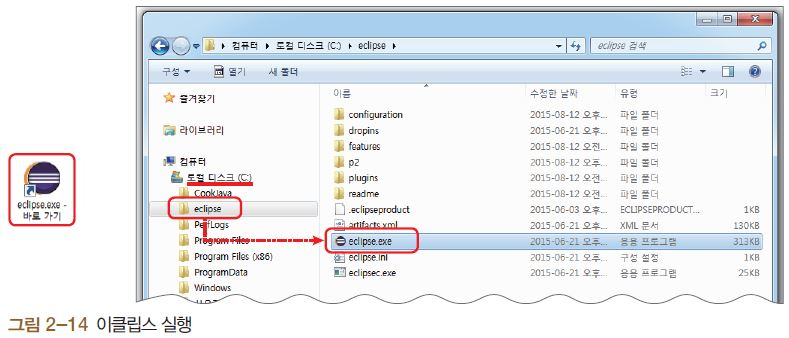 컴퓨터 ▸ 로컬 디스크 (C:) ▸ eclipse ▸
eclipse 검색
구성 열기 새 폴더
이름 수정한 날짜 유형 크기
즐겨찾기
라이브러리
컴퓨터
로컬 디스크 (C:)
CookJava
eclipse
PerfLogs
Program Files
Program Files (x86)
ProgramData
Windows
configuration 2015-08-12 오후... 파일 폴더
dropins 2015-06-21 오후... 파일 폴더
features 2015-08-12 오전... 파일 폴더
p2 2015-08-12 오후... 파일 폴더
plugins 2015-08-12 오전... 파일 폴더
readme 2015-08-12 오전... 파일 폴더
.eclipseproduct 2015-06-03 오후... ECLIPSEPRODUCT... 1KB
artifacts.xml 2015-06-21 오후... XML 문서 130KB
eclipse.exe 2015-06-21 오후... 응용 프로그램 313KB
eclipse.ini 2015-06-21 오후... 구성 설정 1KB
eclipsec.exe 2015-06-21 오후... 응용 프로그램 25KB
eclipse.exe -
바로 가기
그림 2-14 이클립스 실행